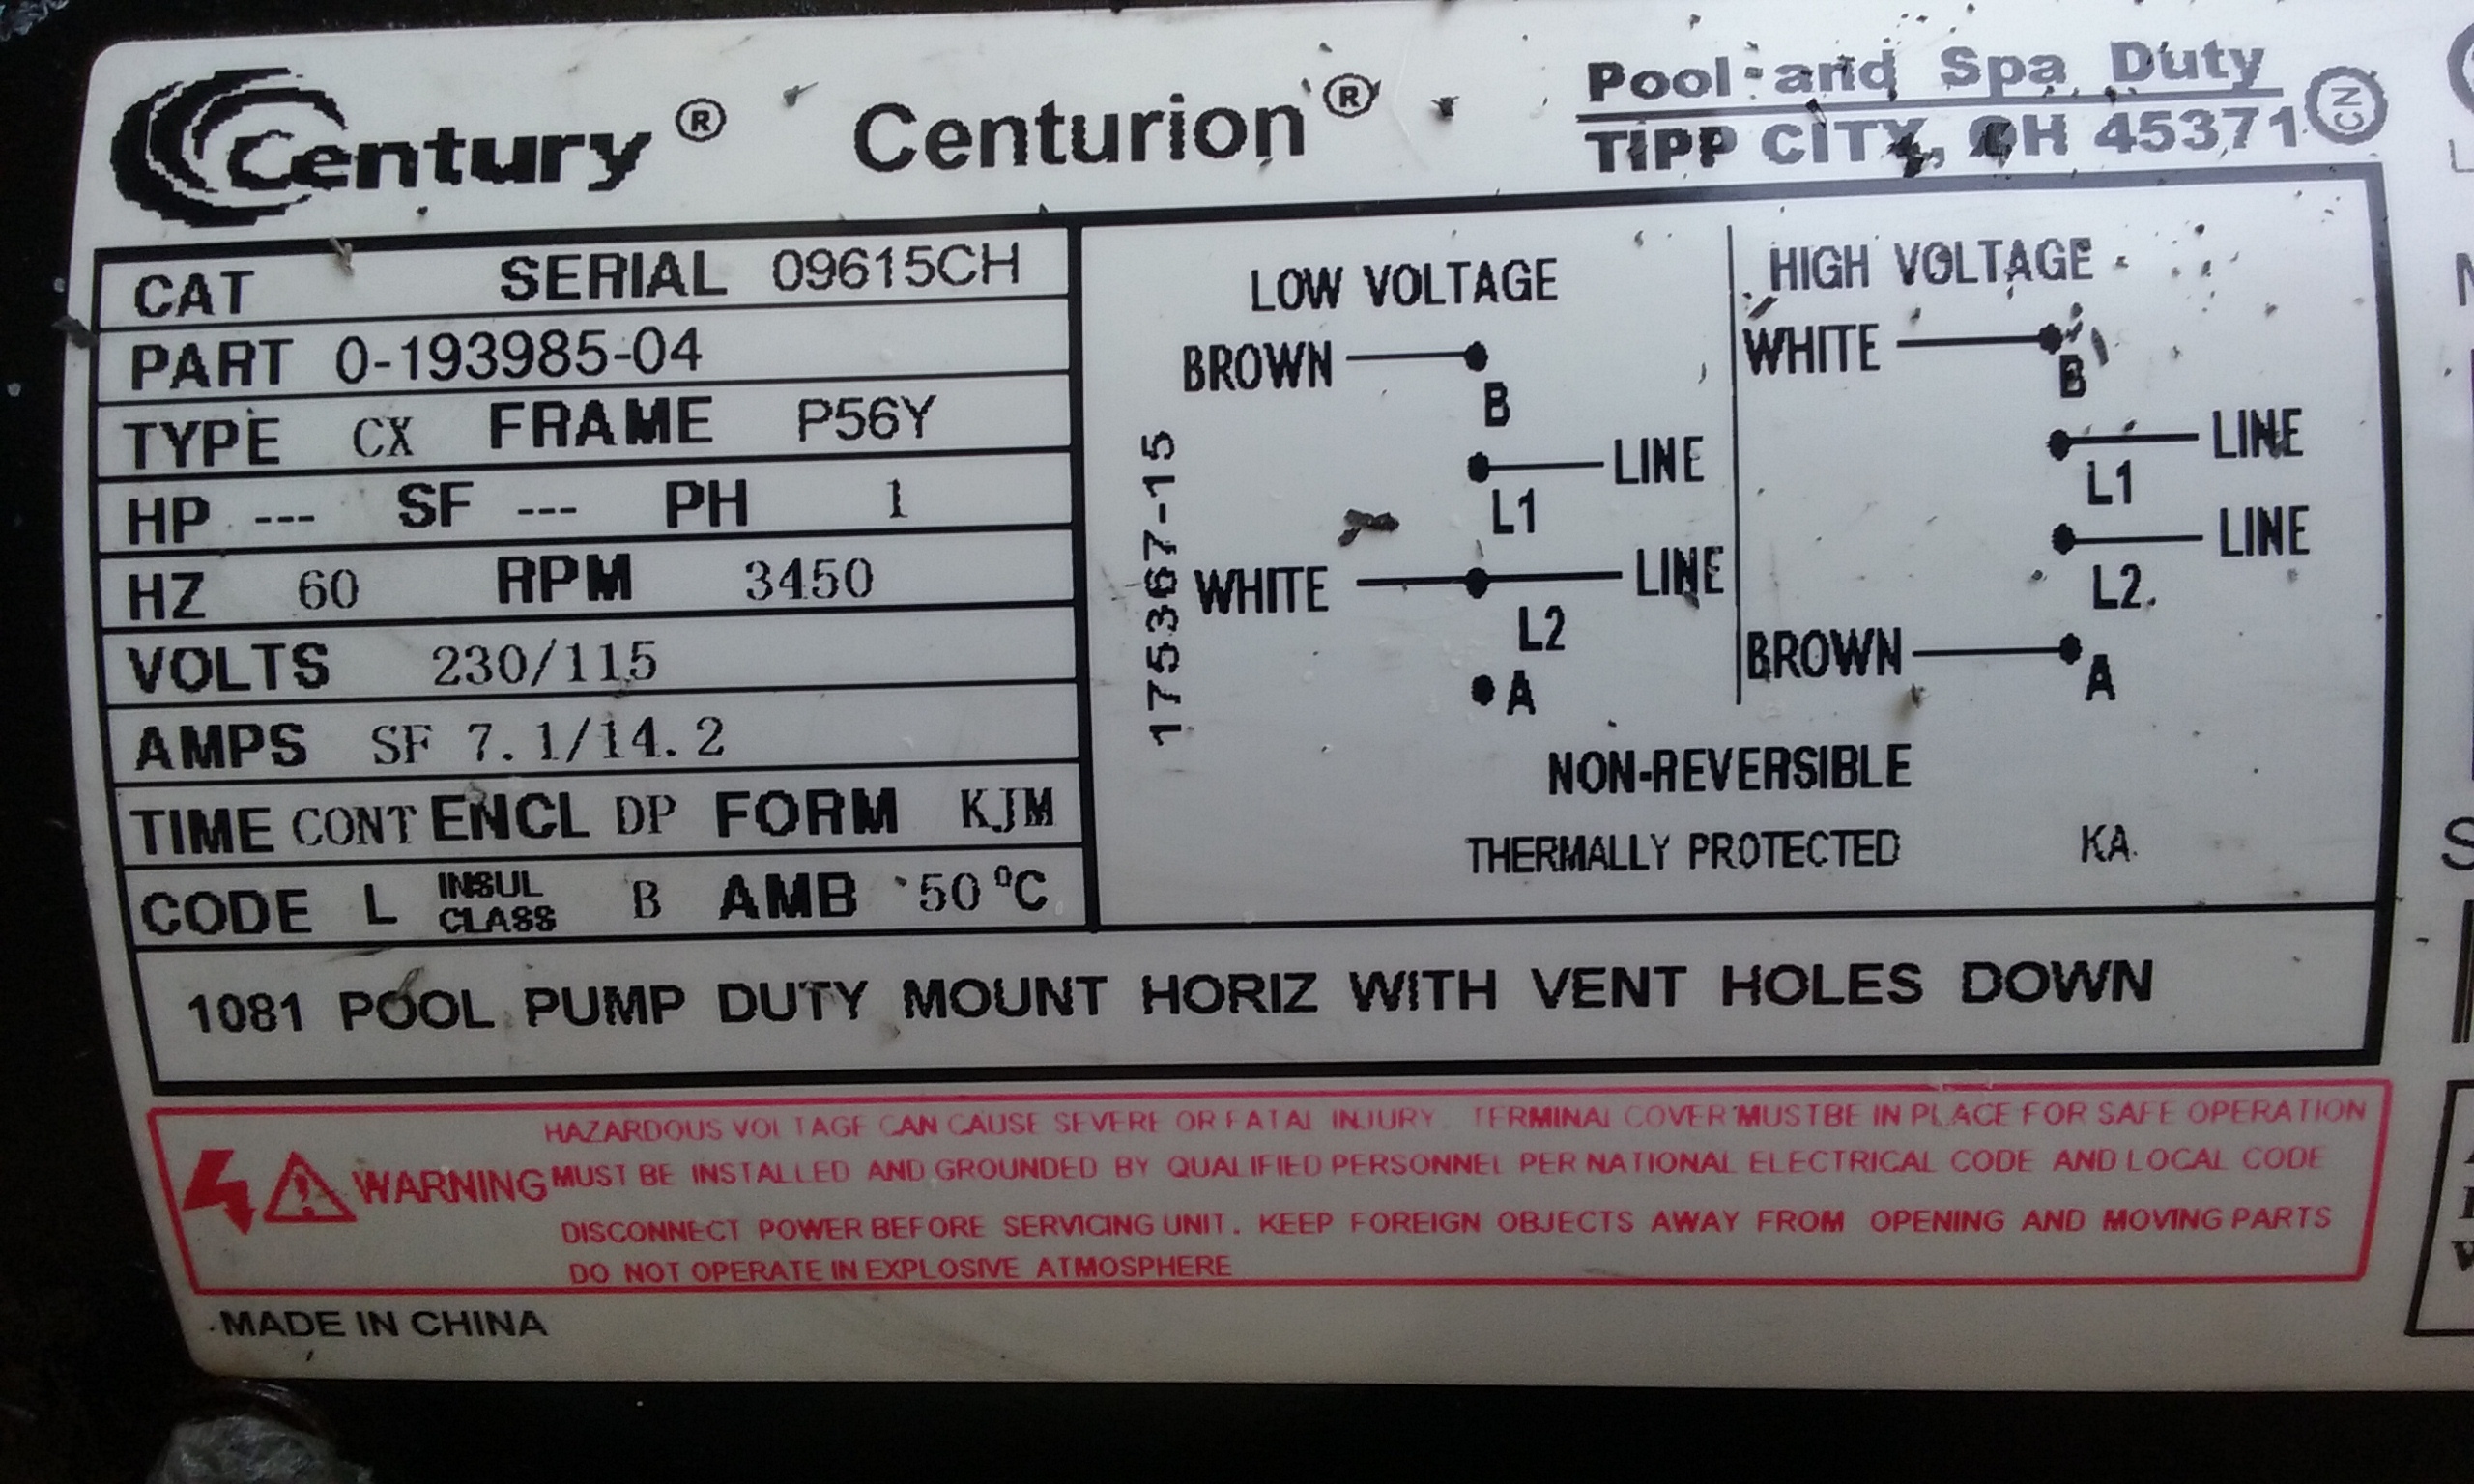 Century® Centurion® Pool and Spa Duty
TIPP CITY, OH 45371 CN
CAT SERIAL 09615CH
PART 0-193985-04
TYPE CX FRAME P56Y
HP --- SF --- PH 1
HZ 60 RPM 3450
VOLTS 230/115
AMPS SF 7.1/14.2
TIME CONT ENCL DP FORM KJM
CODE L INSUL CLASS B AMB 50°C
175367-15
LOW VOLTAGE
BROWN B
L1 LINE
WHITE L2 LINE
A
HIGH VOLTAGE
WHITE B
L1 LINE
L2 LINE
BROWN A
NON-REVERSIBLE
THERMALLY PROTECTED KA
1081 POOL PUMP DUTY MOUNT HORIZ WITH VENT HOLES DOWN
WARNING
HAZARDOUS VOLTAGE CAN CAUSE SEVERE OR FATAL INJURY. TERMINAL COVER MUSTBE IN PLACE FOR SAFE OPERATION
MUST BE INSTALLED AND GROUNDED BY QUALIFIED PERSONNEL PER NATIONAL ELECTRICAL CODE AND LOCAL CODE
DISCONNECT POWER BEFORE SERVICING UNIT. KEEP FOREIGN OBJECTS AWAY FROM OPENING AND MOVING PARTS
DO NOT OPERATE IN EXPLOSIVE ATMOSPHERE
MADE IN CHINA